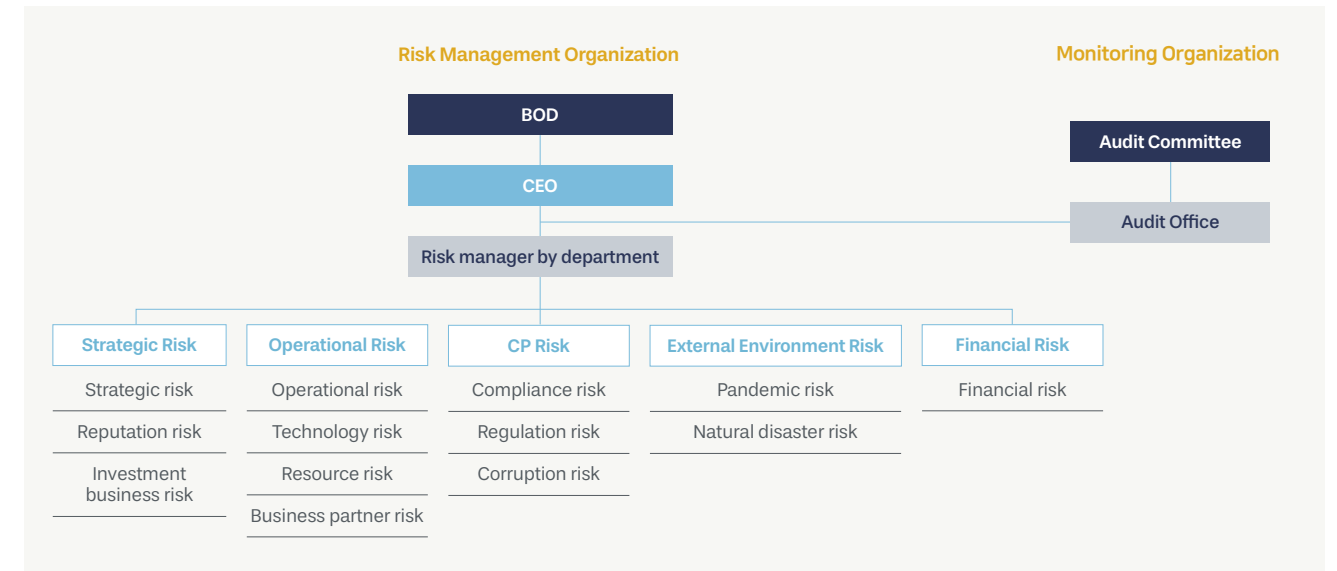 Risk Management Organization
Monitoring Organization
BOD
Audit Committee
CEO
Audit Office
Risk manager by department
Strategic Risk
Strategic risk
Reputation risk
Investment
business risk
Operational Risk
Operational risk
Technology risk
Resource risk
Business partner risk
CP Risk
Compliance risk
Regulation risk
Corruption risk
External Environment Risk
Pandemic risk
Natural disaster risk
Financial Risk
Financial risk